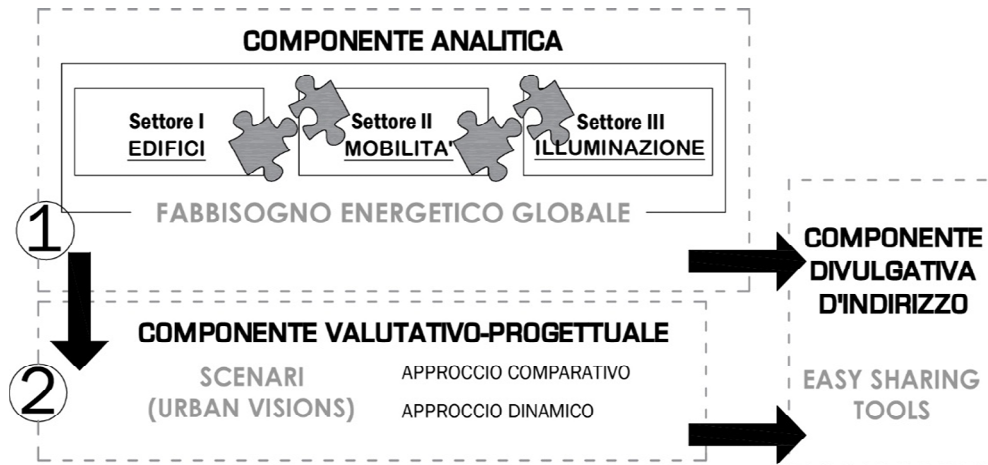 COMPONENTE ANALITICA
Settore I
EDIFICI
Settore II
MOBILITA'
Settore III
ILLUMINAZIONE
FABBISOGNO ENERGETICO GLOBALE
1
COMPONENTE VALUTATIVO-PROGETTUALE
SCENARI
(URBAN VISIONS)
APPROCCIO COMPARATIVO
APPROCCIO DINAMICO
2
COMPONENTE
DIVULGATIVA
D'INDIRIZZO
EASY SHARING
TOOLS